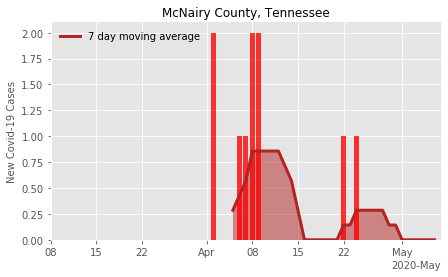 McNairy County, Tennessee
7 day moving average
New Covid-19 Cases
2.00
1.75
1.50
1.25
1.00
0.75
0.50
0.25
0.00
08 15 22 Apr 08 15 22 May
2020-May